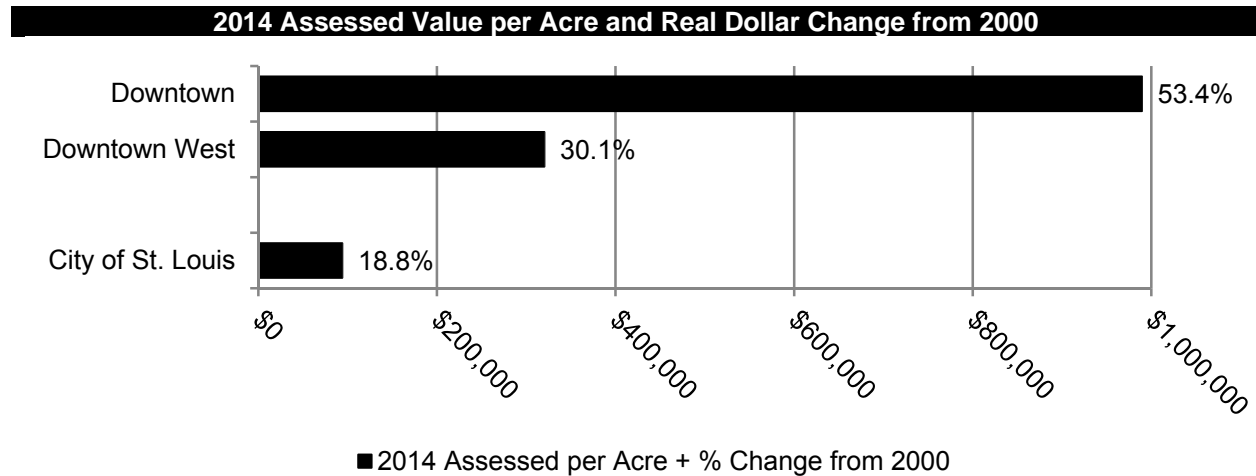 2014 Assessed Value per Acre and Real Dollar Change from 2000
Downtown
53.4%
Downtown West
30.1%
City of St. Louis
18.8%
$0
$200,000
$400,000
$600,000
$800,000
$1,000,000
2014 Assessed per Acre + % Change from 2000